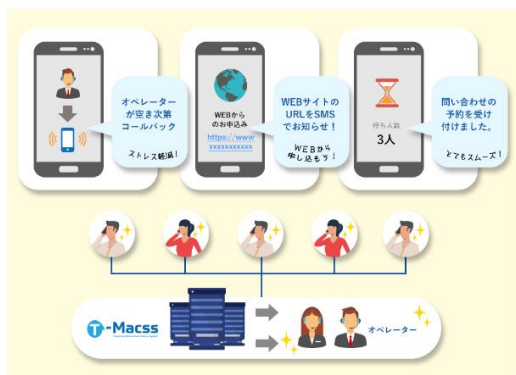 オペレーター
が空き次第
コールバック
ストレス軽減!
WEBから
のお申込み
https://www
xxxxxxxxxxx
WEBサイトの
URLをSMS
でお知らせ!
WEBから
申し込もう!
待ち人数
3人
問い合わせの
予約を受け
付けました。
とてもスムーズ!
T-Macss
オペレーター